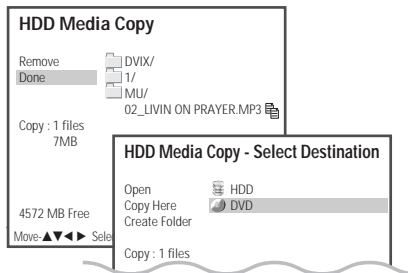 HDD Media Copy
Remove
Done
DVIX/
1/
MU/
02_LIVIN ON PRAYER.MP3
Copy : 1 files
7MB
4572 MB Free
Move-▲▼◄ ► Sele
HDD Media Copy - Select Destination
Open
Copy Here
Create Folder
HDD
DVD
Copy : 1 files